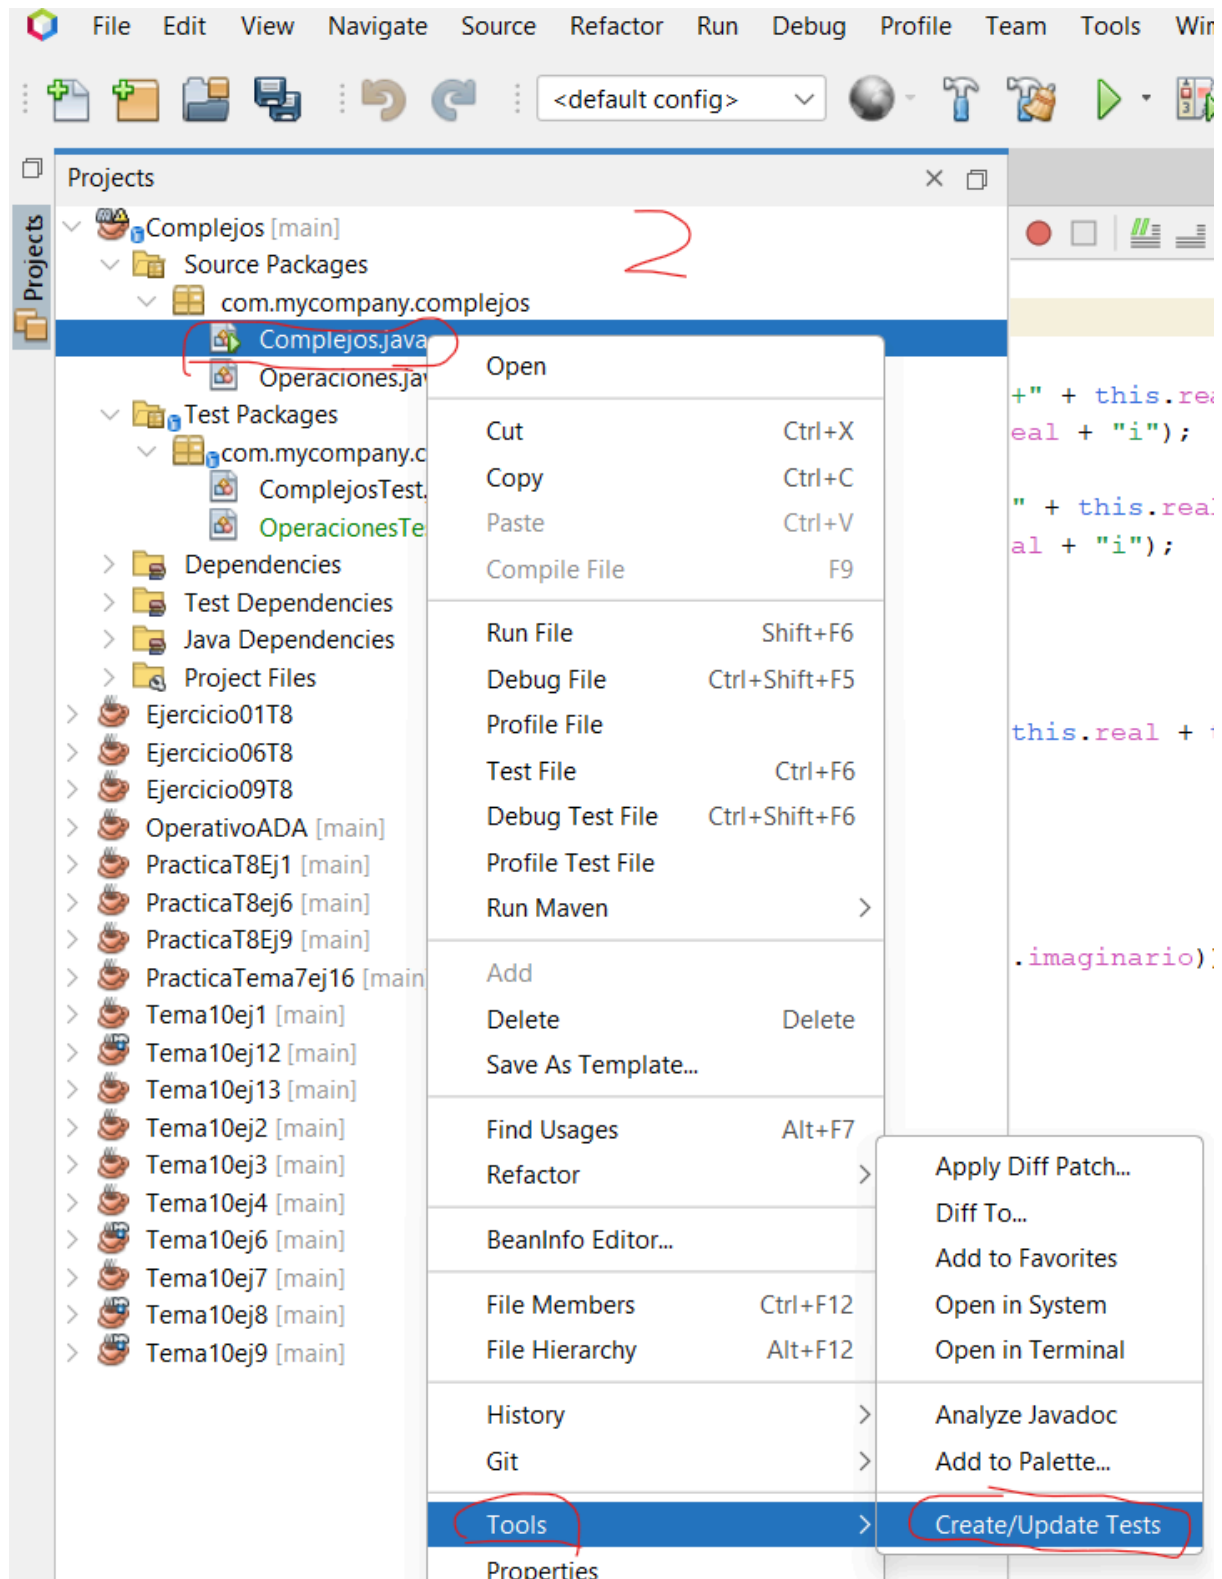 File Edit View Navigate Source Refactor Run Debug Profile Team Tools
<default config>
Projects
Projects
Complejos [main]
2
Source Packages
com.mycompany.complejos
Complejos.java
Operaciones.jav
Test Packages
com.mycompany.c
ComplejosTest.
OperacionesTe
Dependencies
Test Dependencies
Java Dependencies
Project Files
Ejercicio01T8
Ejercicio06T8
Ejercicio09T8
OperativoADA [main]
PracticaT8Ej1 [main]
PracticaT8ej6 [main]
PracticaT8Ej9 [main]
PracticaTema7ej16 [main
Tema10ej1 [main]
Tema10ej12 [main]
Tema10ej13 [main]
Tema10ej2 [main]
Tema10ej3 [main]
Tema10ej4 [main]
Tema10ej6 [main]
Tema10ej7 [main]
Tema10ej8 [main]
Tema10ej9 [main]
Open
Cut Ctrl+X
Copy Ctrl+C
Paste Ctrl+V
Compile File F9
Run File Shift+F6
Debug File Ctrl+Shift+F5
Profile File
Test File Ctrl+F6
Debug Test File Ctrl+Shift+F6
Profile Test File
Run Maven
Add
Delete Delete
Save As Template...
Find Usages Alt+F7
Refactor
BeanInfo Editor...
File Members Ctrl+F12
File Hierarchy Alt+F12
History
Git
Tools
Properties
Apply Diff Patch...
Diff To...
Add to Favorites
Open in System
Open in Terminal
Analyze Javadoc
Add to Palette...
Create/Update Tests
+" + this.rea
eal + "i");
" + this.real
al + "i");
this.real +
.imaginario)